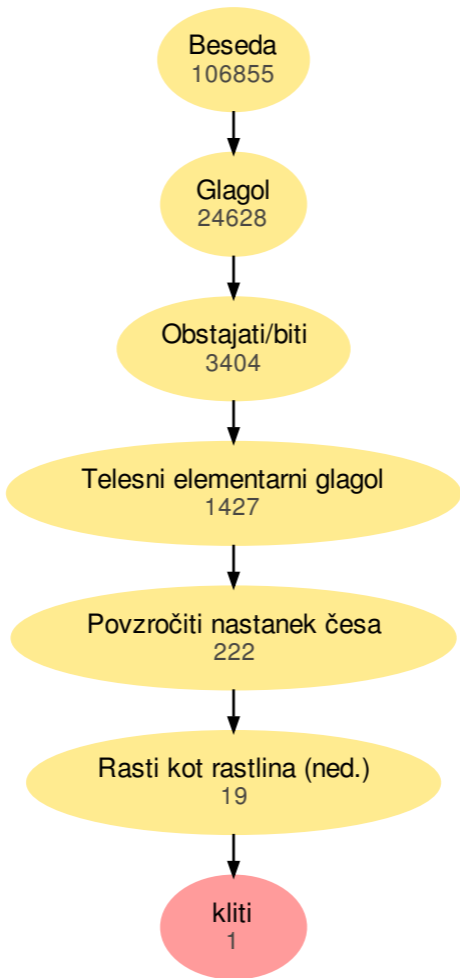 Beseda
106855
Glagol
24628
Obstajati/biti
3404
Telesni elementarni glagol
1427
Povzročiti nastanek česa
222
Rasti kot rastlina (ned.)
19
kliti
1